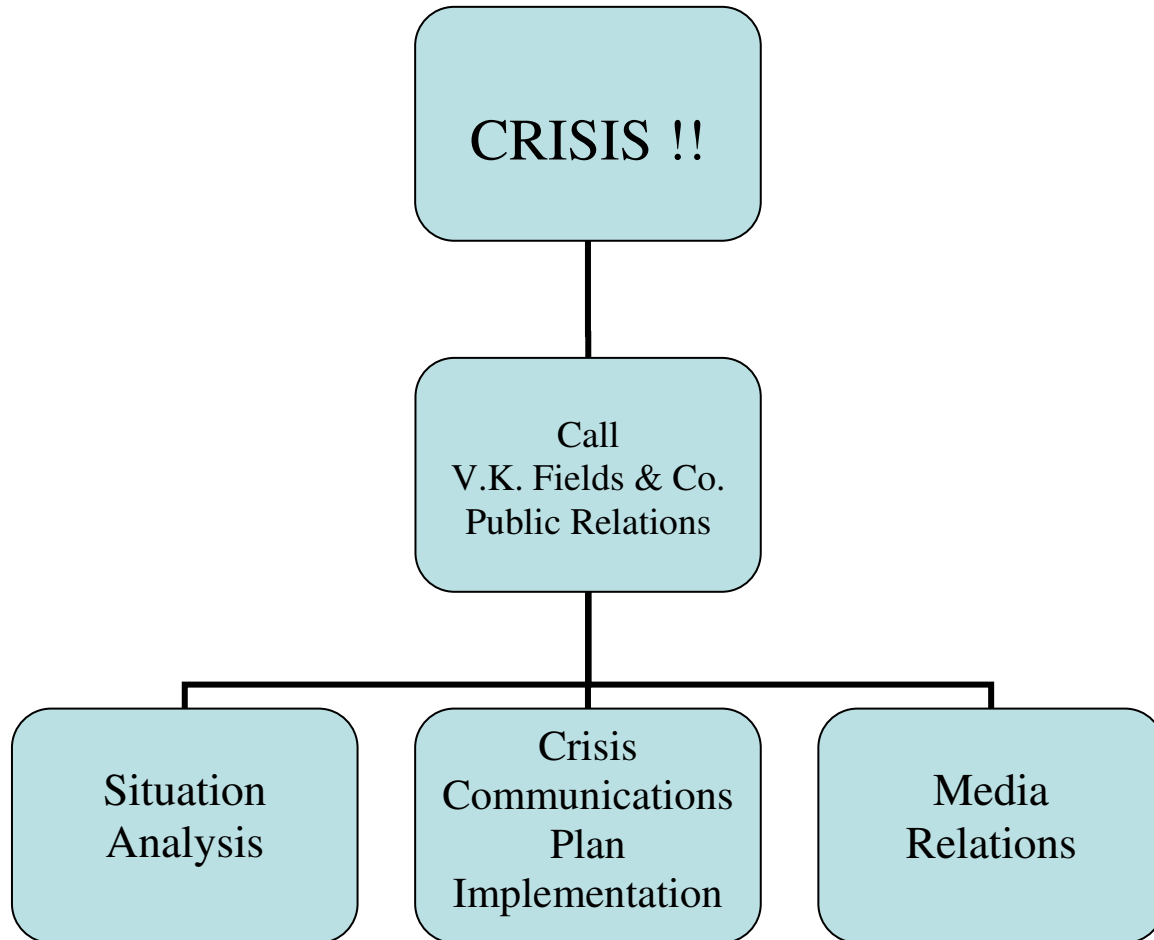 CRISIS !!
Call
V.K. Fields & Co.
Public Relations
Situation
Analysis
Crisis
Communications
Plan
Implementation
Media
Relations